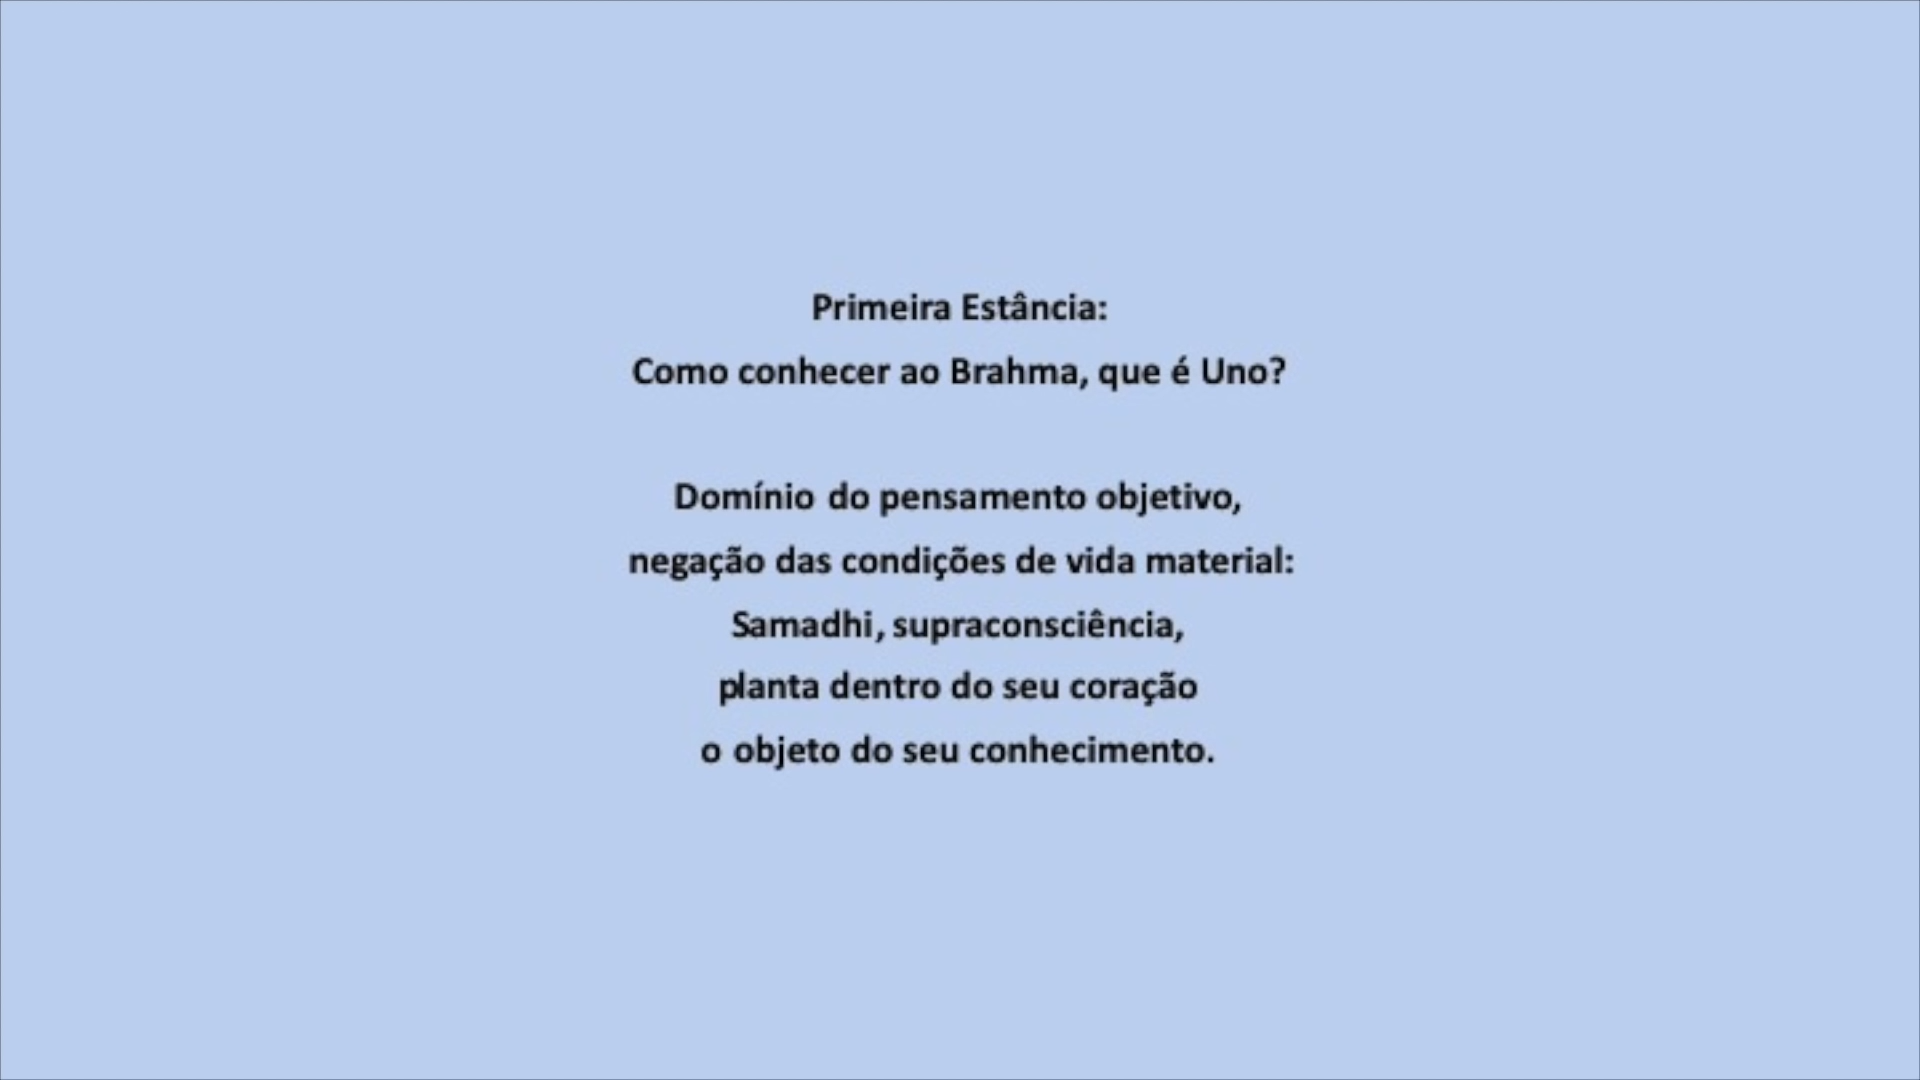 Primeira Estância:
Como conhecer ao Brahma, que é Uno?
Domínio do pensamento objetivo,
negação das condições de vida material:
Samadhi, supraconsciência,
planta dentro do seu coração
o objeto do seu conhecimento.